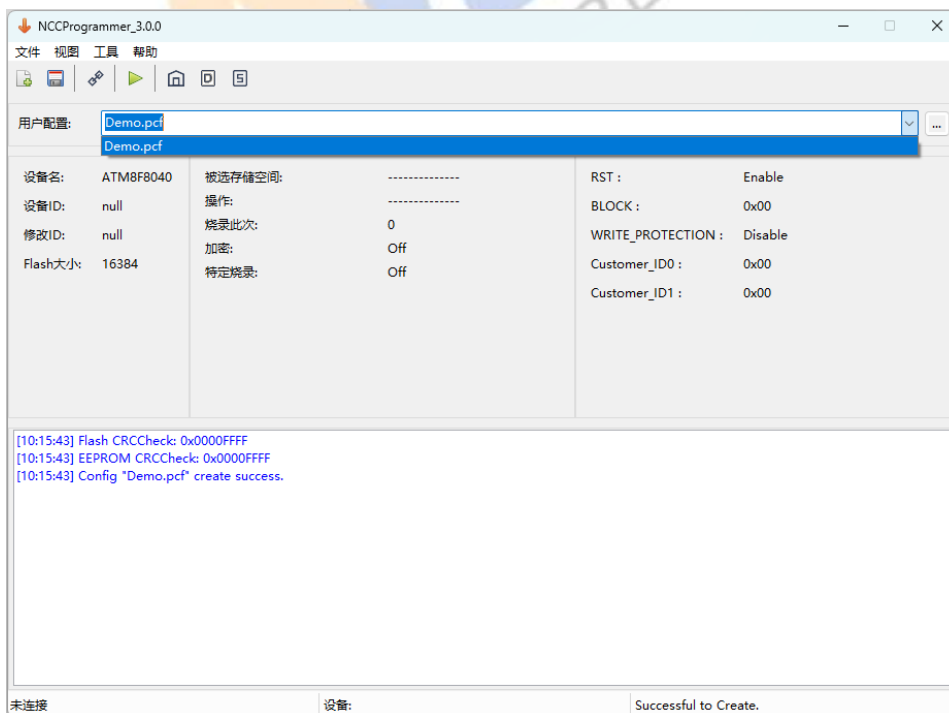 NCCProgrammer_3.0.0
文件 视图 工具 帮助
D S
用户配置: Demo.pcf ...
Demo.pcf
设备名: ATM8F8040
设备ID: null
修改ID: null
Flash大小: 16384
被选存储空间: --------------
操作: --------------
烧录此次: 0
加密: Off
特定烧录: Off
RST : Enable
BLOCK : 0x00
WRITE_PROTECTION : Disable
Customer_ID0 : 0x00
Customer_ID1 : 0x00
[10:15:43] Flash CRCCheck: 0x0000FFFF
[10:15:43] EEPROM CRCCheck: 0x0000FFFF
[10:15:43] Config "Demo.pcf" create success.
未连接 设备: Successful to Create.